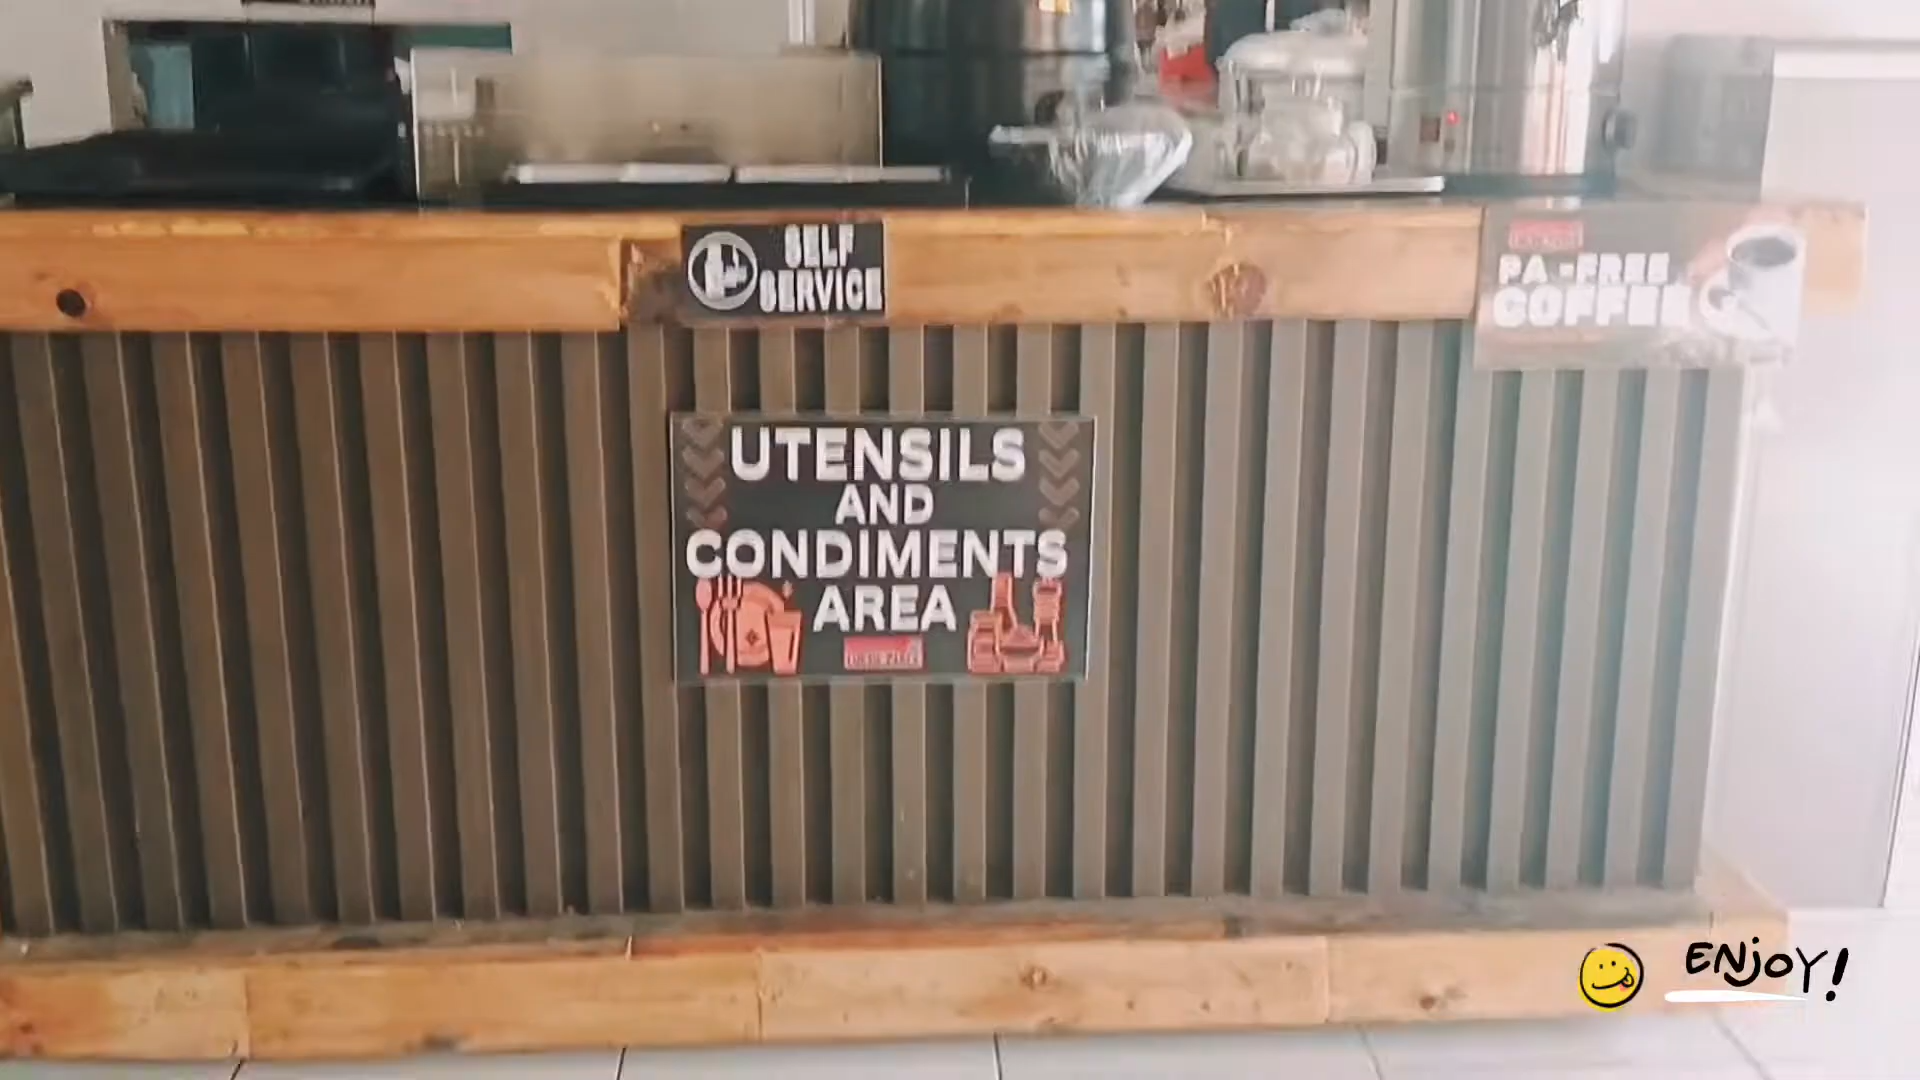 SELF
SERVICE
PA-FREE
COFFEE
UTENSILS
AND
CONDIMENTS
AREA
ENjOY!